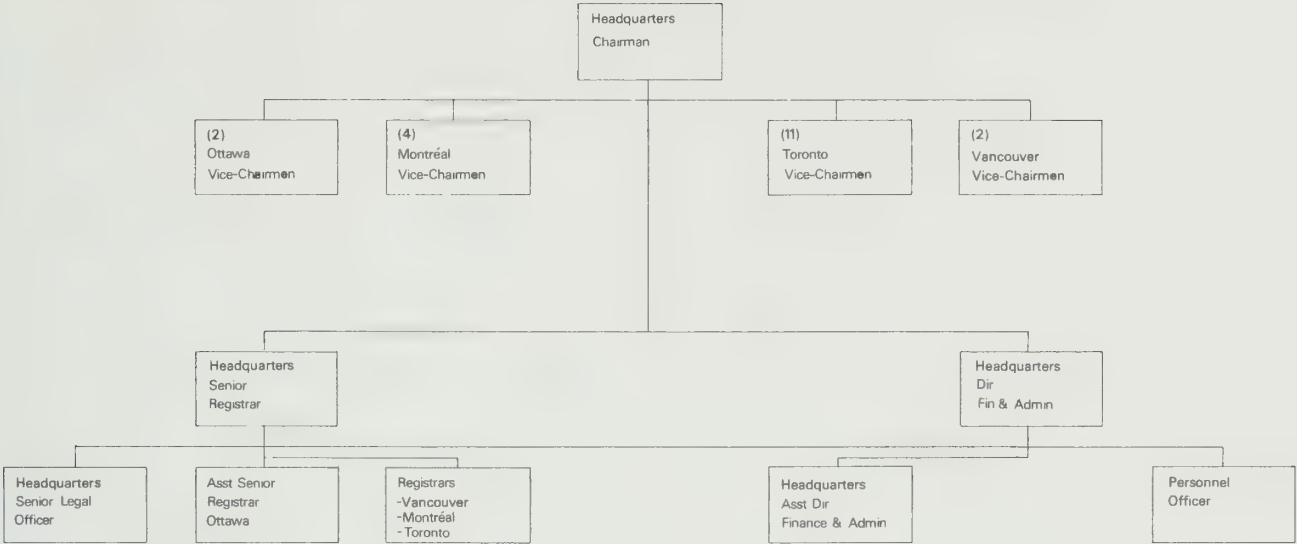 Headquarters
Chairman
(2)
Ottawa
Vice-Chairmen
(4)
Montréal
Vice-Chairmen
(11)
Toronto
Vice-Chairmen
(2)
Vancouver
Vice-Chairmen
Headquarters
Senior
Registrar
Headquarters
Dir
Fin & Admin
Headquarters
Senior Legal
Officer
Asst Senior
Registrar
Ottawa
Registrars
-Vancouver
-Montréal
-Toronto
Headquarters
Asst Dir
Finance & Admin
Personnel
Officer